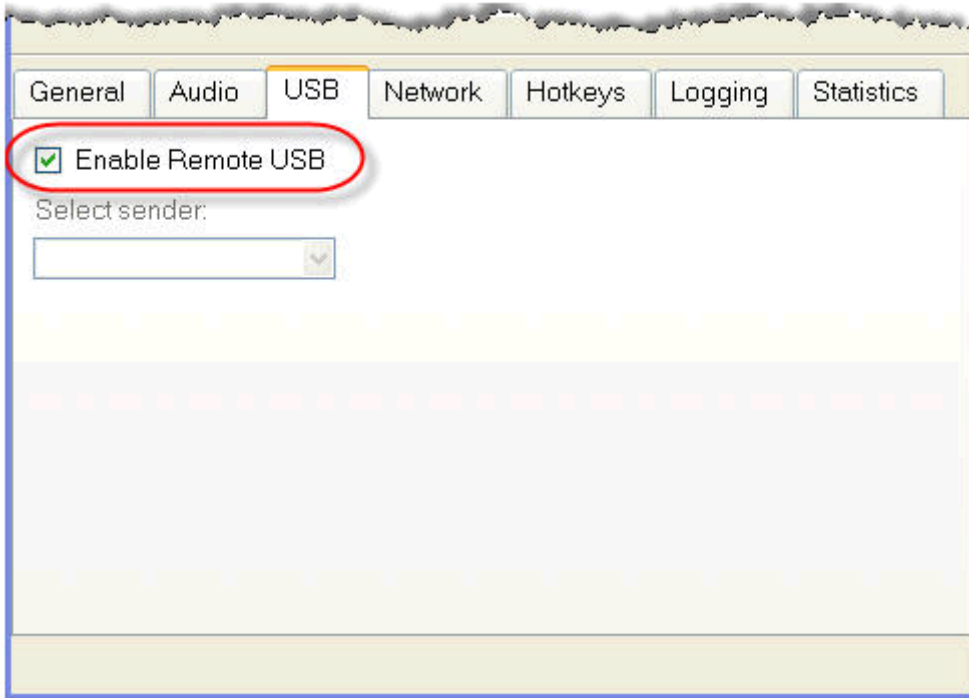 General Audio USB Network Hotkeys Logging Statistics
Enable Remote USB
Select sender: